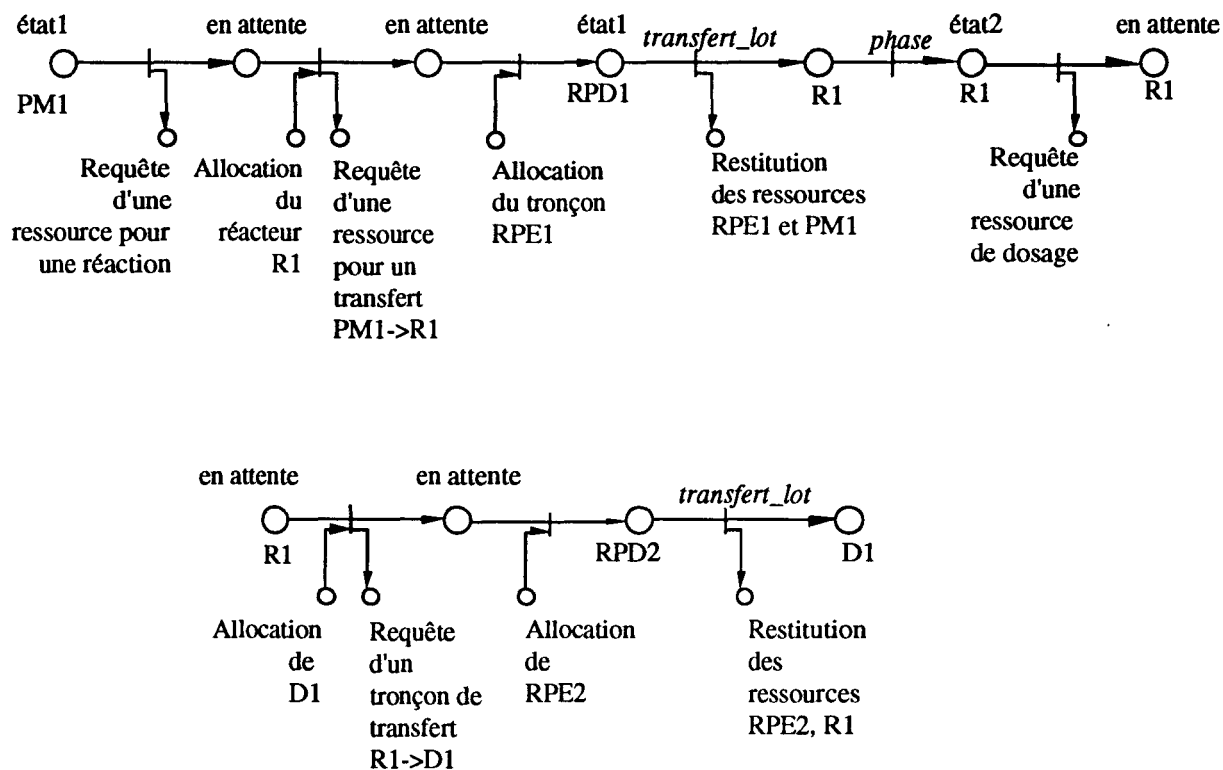 état1 en attente en attente état1 transfert_lot phase état2 en attente
PM1 RPD1 R1 R1 R1
Requête
d'une
ressource pour
une réaction
Allocation
du
réacteur
R1
Requête
d'une
ressource
pour un
transfert
PM1->R1
Allocation
du tronçon
RPE1
Restitution
des ressources
RPE1 et PM1
Requête
d'une
ressource
de dosage
en attente en attente transfert_lot
R1 RPD2 D1
Allocation
de
D1
Requête
d'un
tronçon de
transfert
R1->D1
Allocation
de
RPE2
Restitution
des
ressources
RPE2, R1